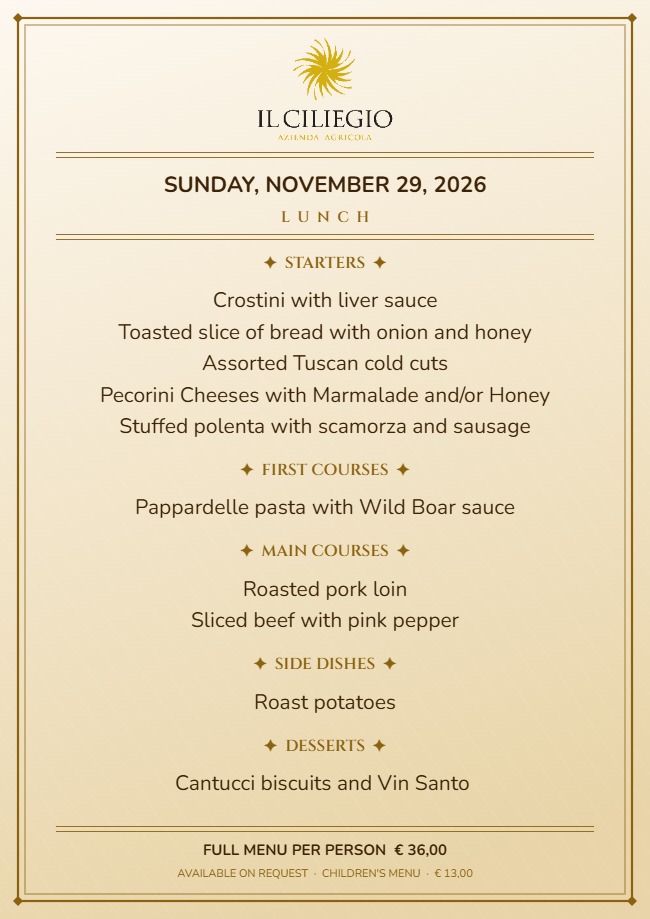 IL CILIEGIO
AZIENDA AGRICOLA
SUNDAY, NOVEMBER 29, 2026
LUNCH
STARTERS
Crostini with liver sauce
Toasted slice of bread with onion and honey
Assorted Tuscan cold cuts
Pecorini Cheeses with Marmalade and/or Honey
Stuffed polenta with scamorza and sausage
FIRST COURSES
Pappardelle pasta with Wild Boar sauce
MAIN COURSES
Roasted pork loin
Sliced beef with pink pepper
SIDE DISHES
Roast potatoes
DESSERTS
Cantucci biscuits and Vin Santo
FULL MENU PER PERSON € 36,00
AVAILABLE ON REQUEST · CHILDREN'S MENU · € 13,00